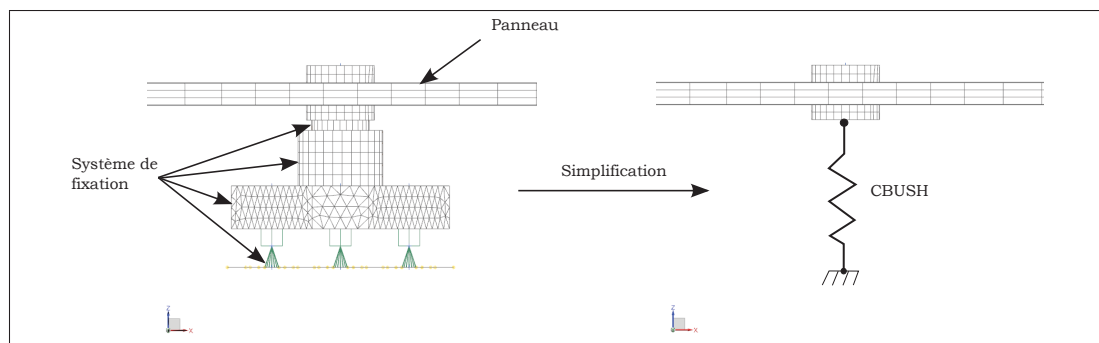 Panneau
Système de
fixation
Simplification
CBUSH
Z
X
Z
X